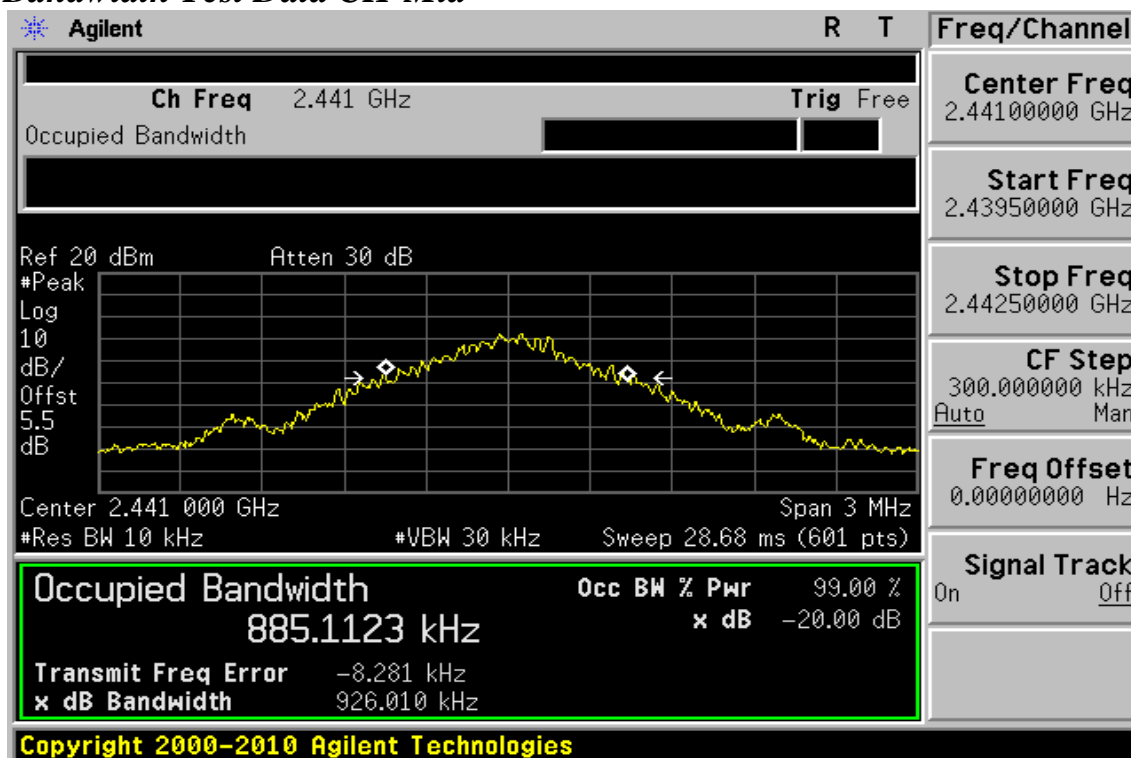 Agilent R T
Freq/Channel
Ch Freq 2.441 GHz Trig Free
Occupied Bandwidth
Center Freq
2.44100000 GHz
Start Freq
2.43950000 GHz
Stop Freq
2.44250000 GHz
CF Step
300.000000 kHz
Auto Man
Freq Offset
0.00000000 Hz
Signal Track
On Off
Ref 20 dBm Atten 30 dB
#Peak
Log
10
dB/
Offst
5.5
dB
Center 2.441 000 GHz Span 3 MHz
#Res BW 10 kHz #VBW 30 kHz Sweep 28.68 ms (601 pts)
Occupied Bandwidth Occ BW % Pwr 99.00 %
885.1123 kHz x dB -20.00 dB
Transmit Freq Error -8.281 kHz
x dB Bandwidth 926.010 kHz
Copyright 2000-2010 Agilent Technologies